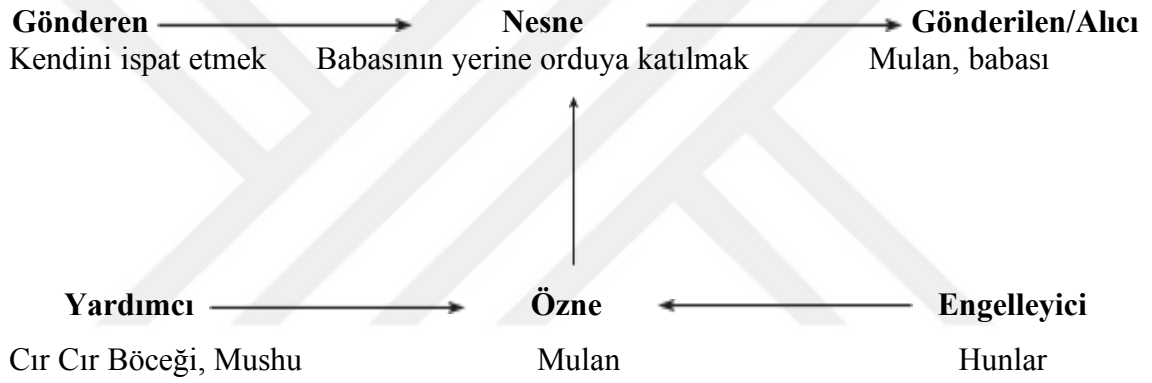 Gönderen Nesne Gönderilen/Alıcı
Kendini ispat etmek Babasının yerine orduya katılmak Mulan, babası
Yardımcı Özne Engelleyici
Cır Cır Böceği, Mushu Mulan Hunlar